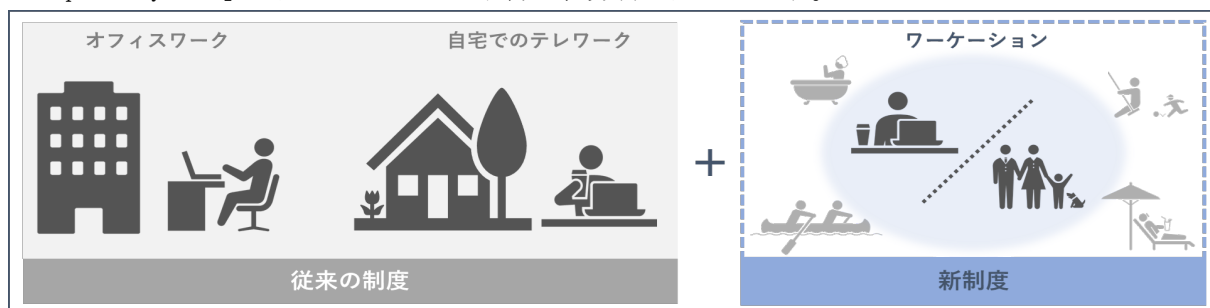 オフィスワーク
自宅でのテレワーク
ワーケーション
+
従来の制度
新制度